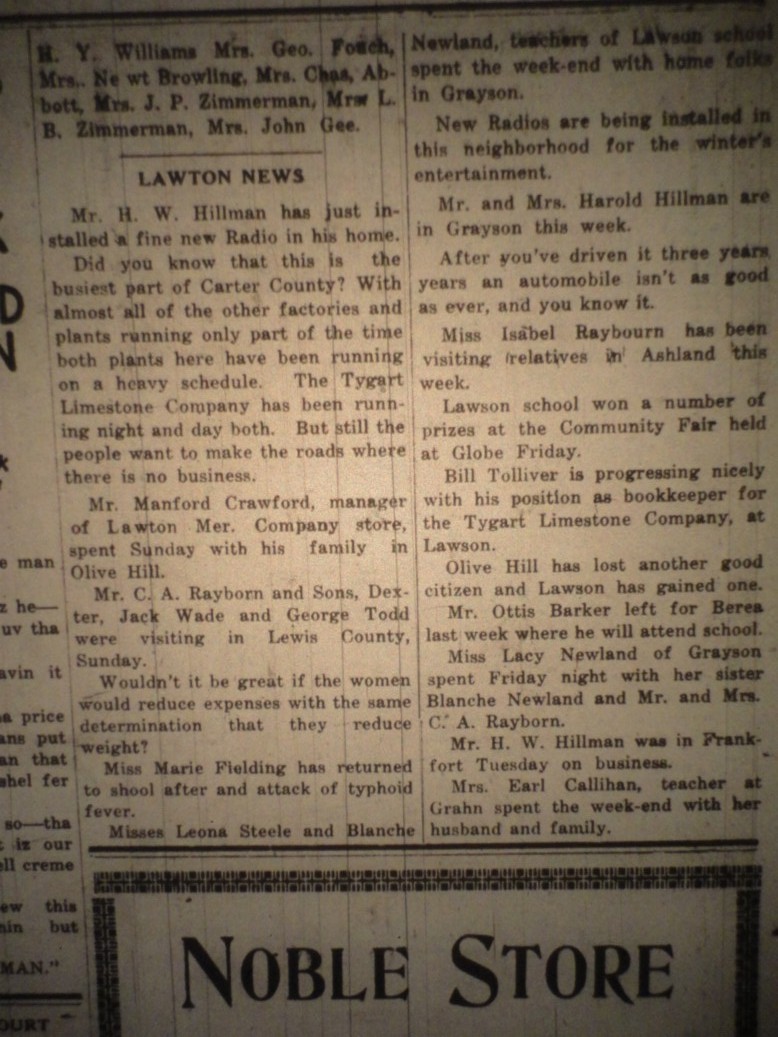 H. Y. Williams Mrs. Geo. Fouch,
Mrs.. Ne wt Browling, Mrs. Chas, Ab-
bott, Mrs. J. P. Zimmerman, Mrs L.
B. Zimmerman, Mrs. John Gee.
LAWTON NEWS
Mr. H. W. Hillman has just in-
stalled a fine new Radio in his home.
Did you know that this is the
busiest part of Carter County? With
almost all of the other factories and
plants running only part of the time
both plants here have been running
on a heavy schedule. The Tygart
Limestone Company has been runn-
ing night and day both. But still the
people want to make the roads where
there is no business.
Mr. Manford Crawford, manager
of Lawton Mer. Company store,
spent Sunday with his family in
Olive Hill.
Mr. C. A. Rayborn and Sons, Dex-
ter, Jack Wade and George Todd
were visiting in Lewis County,
Sunday.
Wouldn't it be great if the women
would reduce expenses with the same
determination that they reduce
weight?
Miss Marie Fielding has returned
to shool after and attack of typhoid
fever.
Misses Leona Steele and Blanche
Newland, teachers of Lawson school
spent the week-end with home folks
in Grayson.
New Radios are being installed in
this neighborhood for the winter's
entertainment.
Mr. and Mrs. Harold Hillman are
in Grayson this week.
After you've driven it three years
years an automobile isn't as good
as ever, and you know it.
Miss Isabel Raybourn has been
visiting relatives in Ashland this
week.
Lawson school won a number of
prizes at the Community Fair held
at Globe Friday.
Bill Tolliver is progressing nicely
with his position as bookkeeper for
the Tygart Limestone Company, at
Lawson.
Olive Hill has lost another good
citizen and Lawson has gained one.
Mr. Ottis Barker left for Berea
last week where he will attend school.
Miss Lacy Newland of Grayson
spent Friday night with her sister
Blanche Newland and Mr. and Mrs.
C. A. Rayborn.
Mr. H. W. Hillman was in Frank-
fort Tuesday on business.
Mrs. Earl Callihan, teacher at
Grahn spent the week-end with her
husband and family.
NOBLE STORE
man
he—
uv tha
it
price
put
that
fer
so—tha
iz our
creme
this
but
MAN."